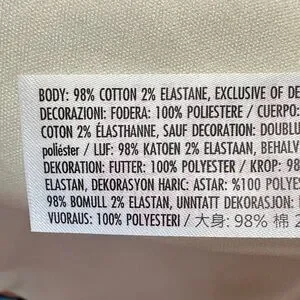 BODY: 98% COTTON 2% ELASTANE, EXCLUSIVE OF DE
DECORAZIONI: FODERA: 100% POLIESTERE / CUERPO:
COTON 2% ÉLASTHANNE, SAUF DECORATION: DOUBLE
poliéster / LIJF: 98% KATOEN 2% ELASTAAN, BEHALV
DEKORATION: FUTTER: 100% POLYESTER / KROP: 98
ELASTAN, DEKORASYON HARIC: ASTAR: %100 POLYES
98% BOMULL 2% ELASTAN, UNNTATT DEKORASJON:
VUORAUS: 100% POLYESTERI / 大身: 98% 棉 2